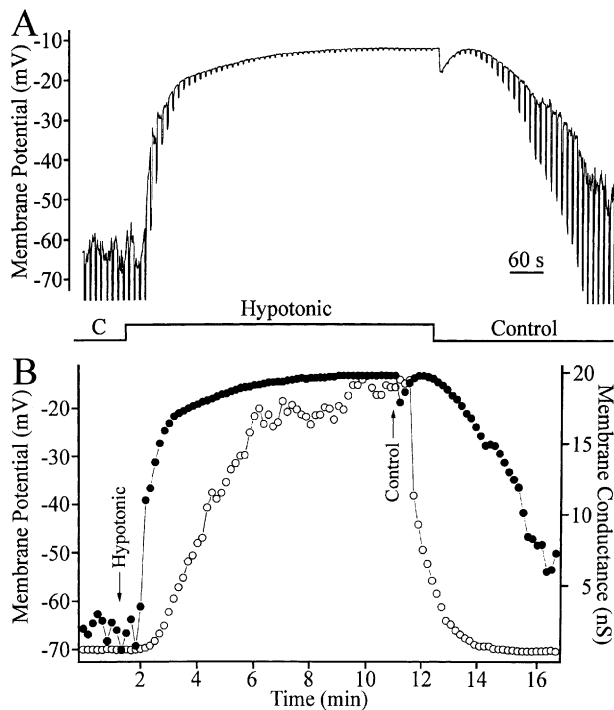 A
-10
-20
-30
-40
-50
-60
-70
Membrane Potential (mV)
60 s
C
Hypotonic
Control
B
-20
-30
-40
-50
-60
-70
Membrane Potential (mV)
Hypotonic
Control
20
15
10
5
Membrane Conductance (nS)
2 4 6 8 10 12 14 16
Time (min)